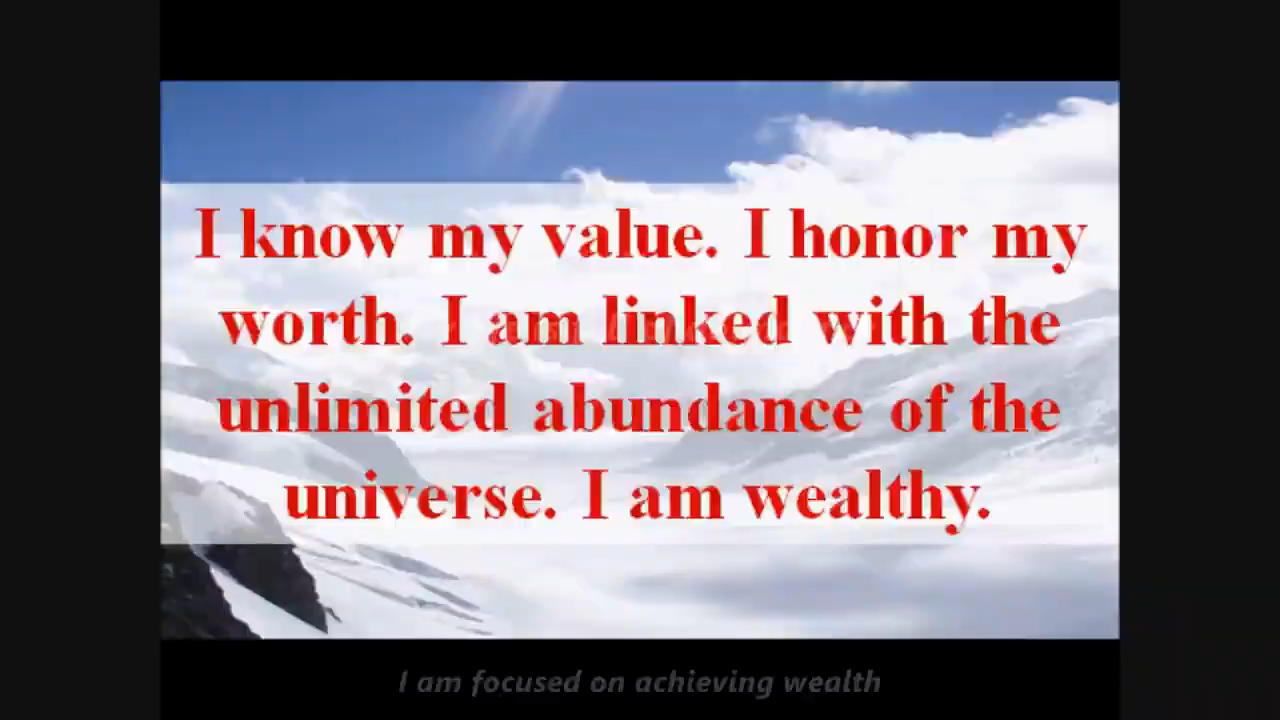 I know my value. I honor my
worth. I am linked with the
unlimited abundance of the
universe. I am wealthy.
I am focused on achieving wealth